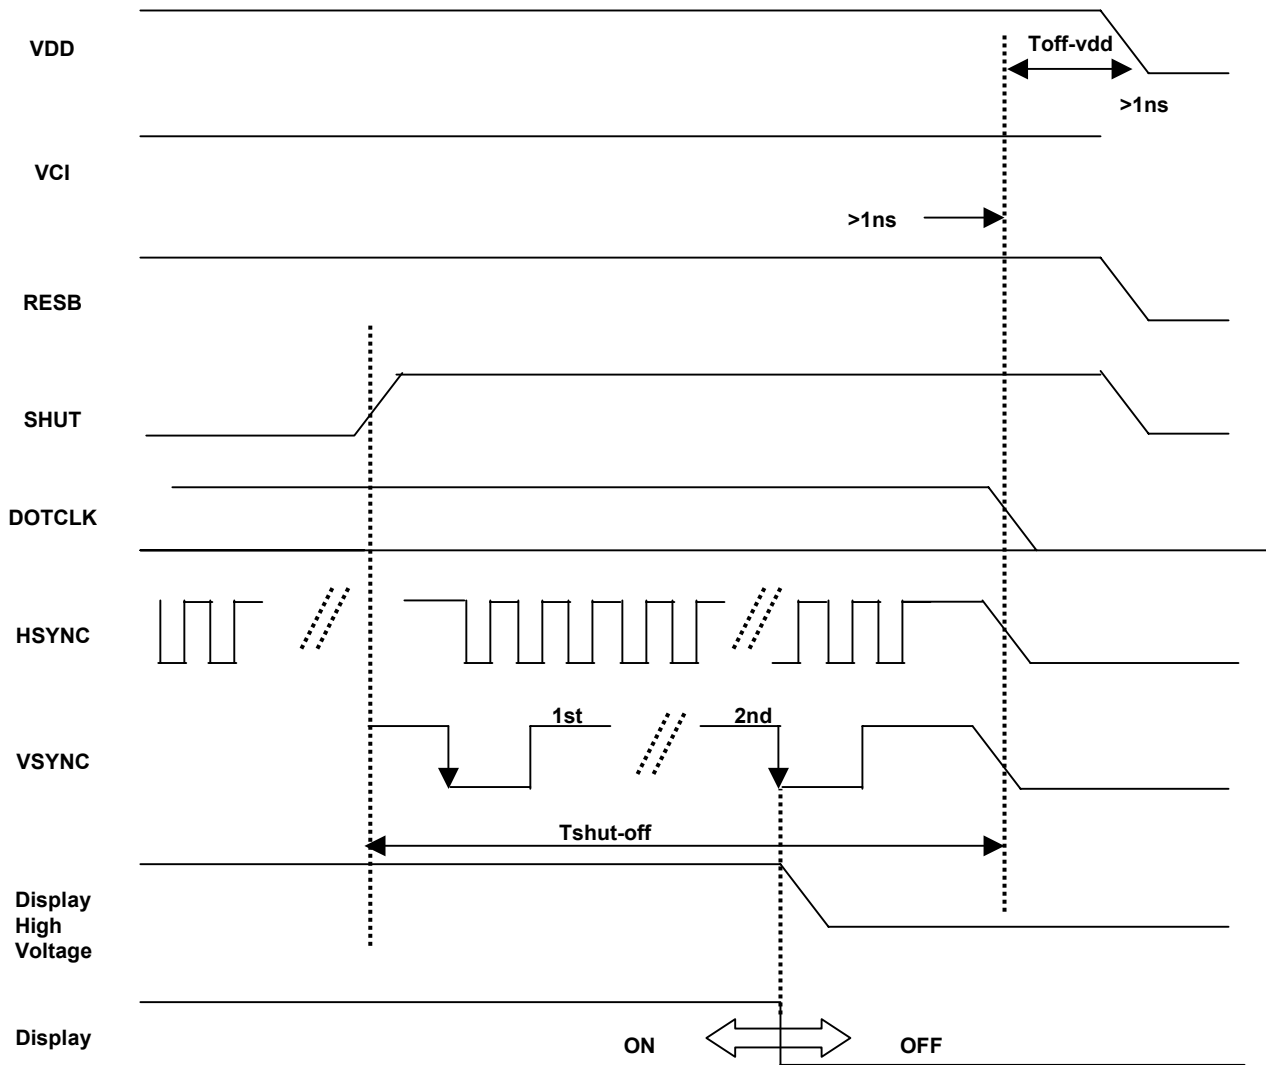 VDD
Toff-vdd
>1ns
VCI
>1ns
RESB
SHUT
DOTCLK
HSYNC
1st
2nd
VSYNC
Tshut-off
Display
High
Voltage
Display
ON
OFF